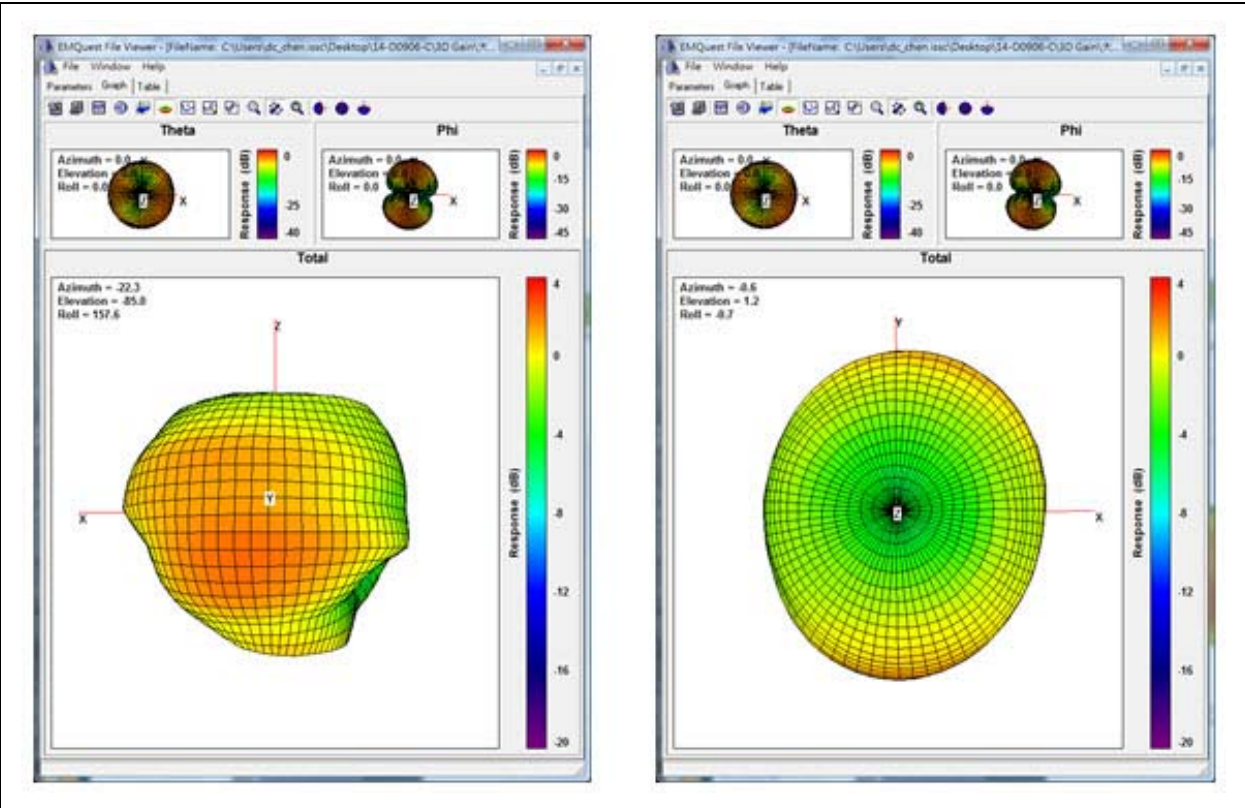 EMQuest File Viewer - [FileName: C:\Users\dc_chen.issc\Desktop\14-O0906-C\3D Gain\
File Window Help
Parameters Graph Table
Theta
Azimuth = 0.0
Roll = 0.0
Z
X
Response (dB)
0
-25
-40
Phi
Azimuth = 0.0
Roll = 0.0
Z
X
Response (dB)
0
-15
-30
-45
Total
Azimuth = -22.3
Elevation = -85.0
Roll = 157.6
Z
Y
X
Response (dB)
4
0
-4
-8
-12
-16
-20
EMQuest File Viewer - [FileName: C:\Users\dc_chen.issc\Desktop\14-O0906-C\3D Gain\
File Window Help
Parameters Graph Table
Theta
Azimuth = 0.0
Roll = 0.0
Z
X
Response (dB)
0
-25
-40
Phi
Azimuth = 0.0
Roll = 0.0
Z
X
Response (dB)
0
-15
-30
-45
Total
Azimuth = -0.6
Elevation = 1.2
Roll = -0.7
Y
Z
X
Response (dB)
4
0
-4
-8
-12
-16
-20